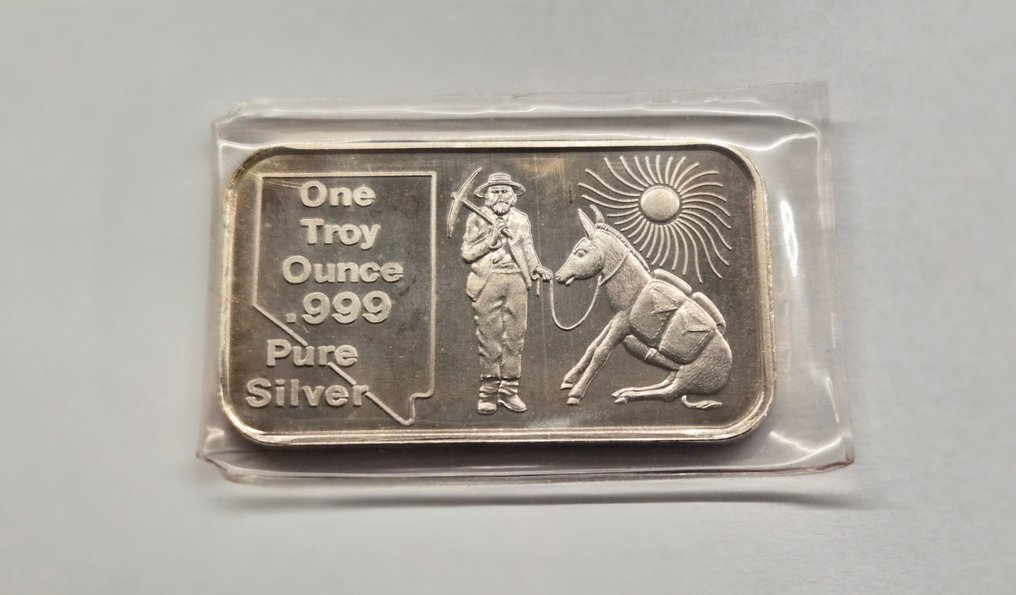 One
Troy
Ounce
.999
Pure
Silver